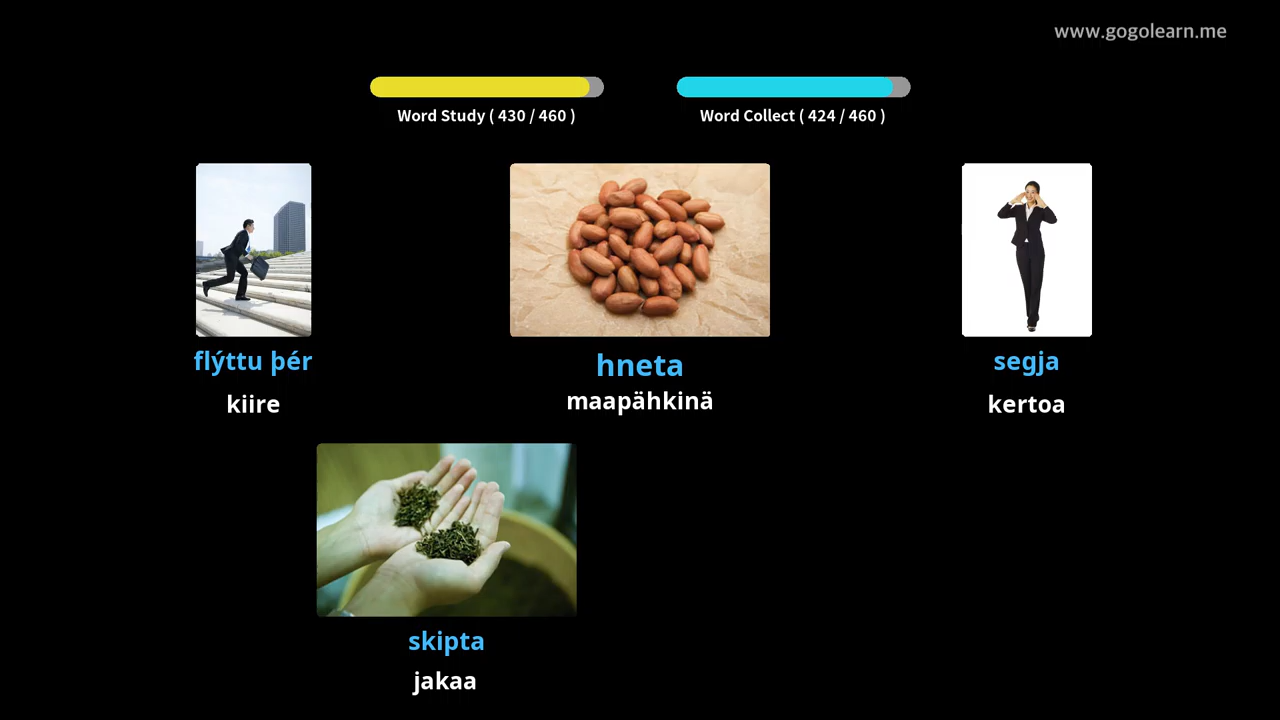 www.gogolearn.me
Word Study ( 430 / 460 )
Word Collect ( 424 / 460 )
flýttu þér
kiire
hneta
maapähkinä
segja
kertoa
skipta
jakaa